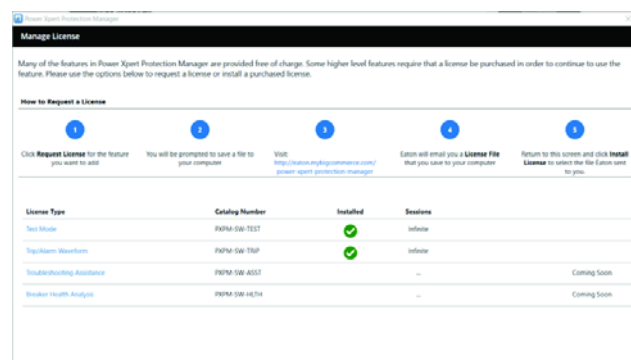 Power Xpert Protection Manager
Manage License
Many of the features in Power Xpert Protection Manager are provided free of charge. Some higher level features require that a license be purchased in order to continue to use the
feature. Please use the options below to request a license or install a purchased license.
How to Request a License
1 2 3 4 5
Click Request License for the feature
you want to add
You will be prompted to save a file to
your computer
Visit:
http://eaton.mybigcommerce.com/
power-xpert-protection-manager
Eaton will email you a License File
that you save to your computer
Return to this screen and click Install
License to select the file Eaton sent
to you.
License Type Catalog Number Installed Sessions
Test Mode PXPM-SW-TEST Infinite
Trip/Alarm Waveform PXPM-SW-TRIP Infinite
Troubleshooting Assistance PXPM-SW-ASST -- Coming Soon
Breaker Health Analysis PXPM-SW-HLTH -- Coming Soon